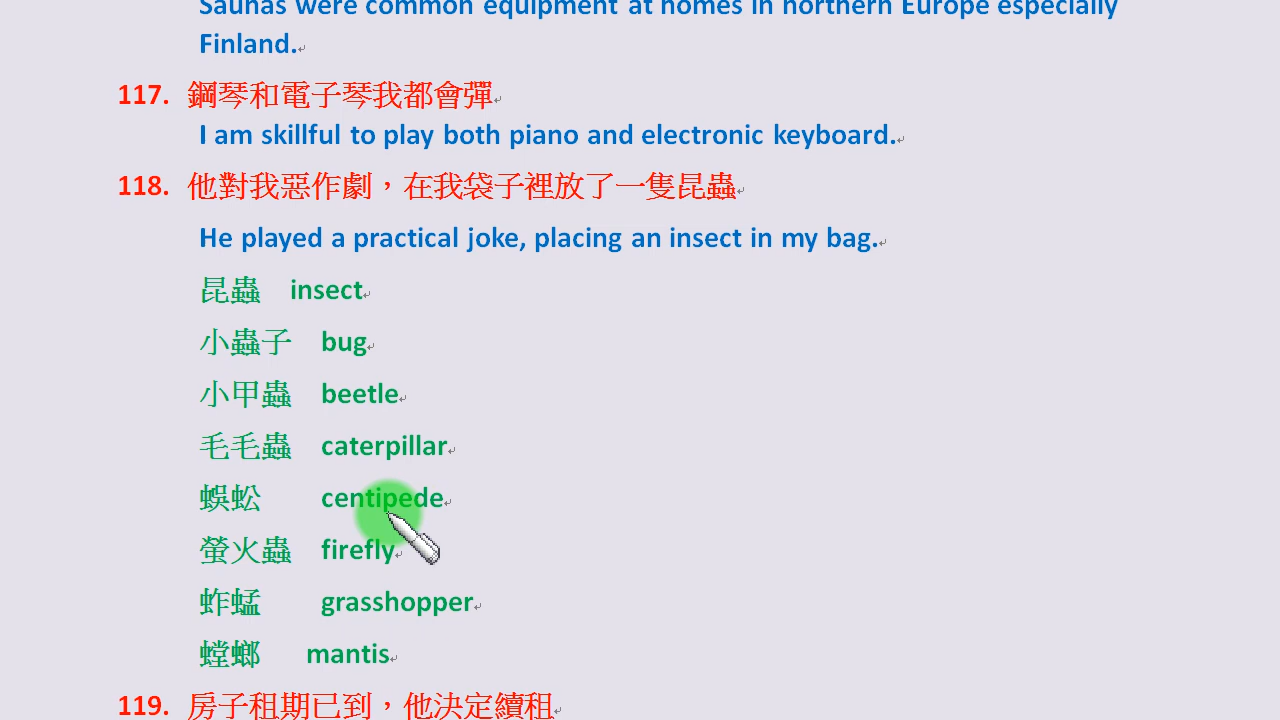 Saunas were common equipment at homes in northern Europe especially
Finland.
117. 鋼琴和電子琴我都會彈
I am skillful to play both piano and electronic keyboard.
118. 他對我惡作劇，在我袋子裡放了一隻昆蟲
He played a practical joke, placing an insect in my bag.
昆蟲 insect
小蟲子 bug
小甲蟲 beetle
毛毛蟲 caterpillar
蜈蚣 centipede
螢火蟲 firefly
蚱蜢 grasshopper
螳螂 mantis
119. 房子租期已到，他決定續租